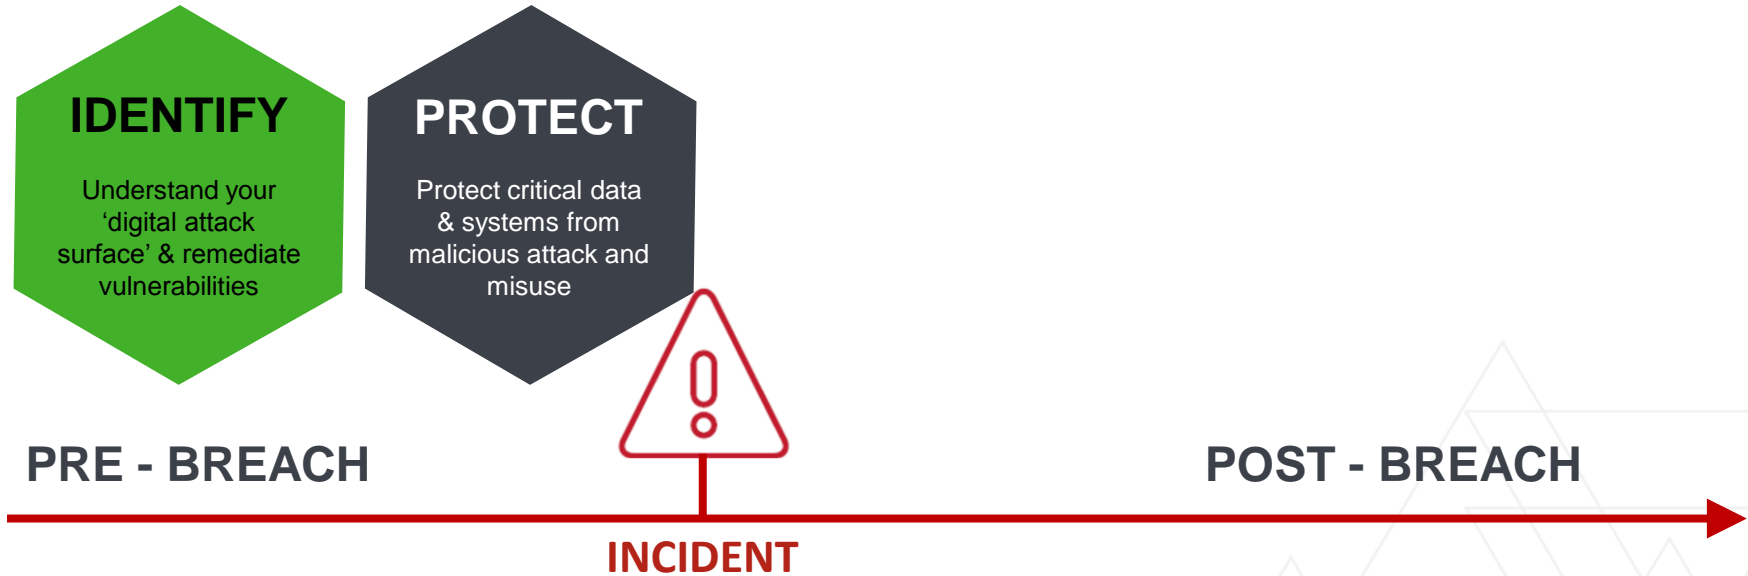 IDENTIFY
Understand your
‘digital attack
surface’ & remediate
vulnerabilities
PROTECT
Protect critical data
& systems from
malicious attack and
misuse
PRE - BREACH
POST - BREACH
INCIDENT